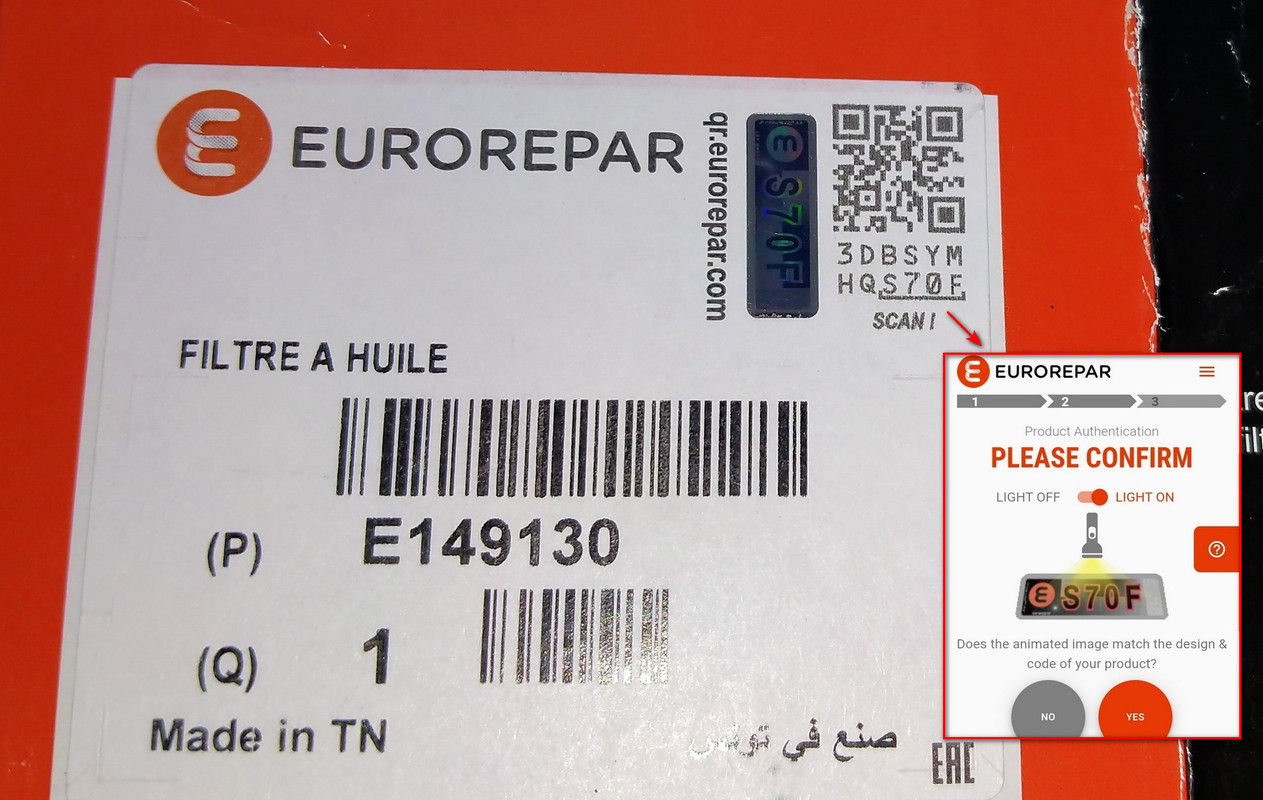 EUROREPAR
qr.eurorepar.com
S70F
3DBSYM
HQS70F
SCAN !
FILTRE A HUILE
(P) E149130
(Q) 1
Made in TN
صنع في تونس
EAC
EUROREPAR
1 2 3
Product Authentication
PLEASE CONFIRM
LIGHT OFF LIGHT ON
S70F
Does the animated image match the design &
code of your product?
NO YES